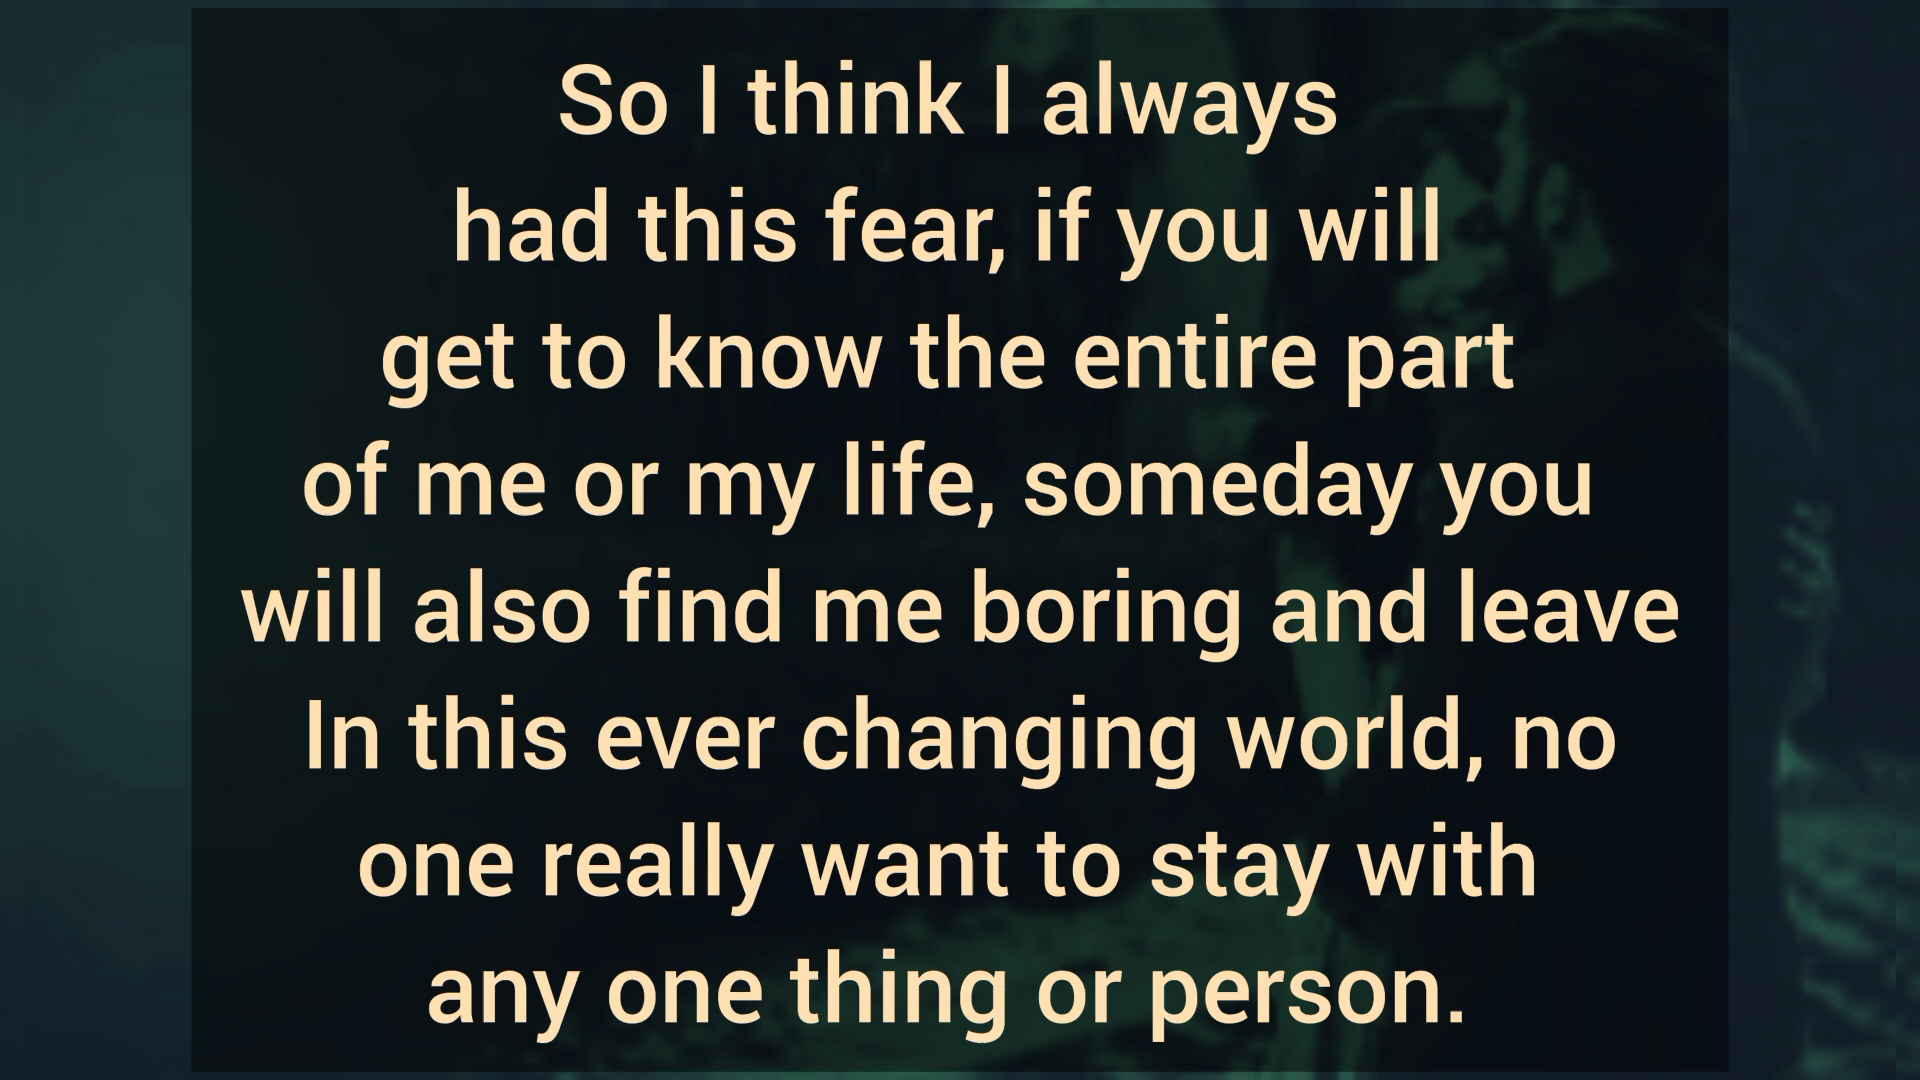 So I think I always
had this fear, if you will
get to know the entire part
of me or my life, someday you
will also find me boring and leave
In this ever changing world, no
one really want to stay with
any one thing or person.